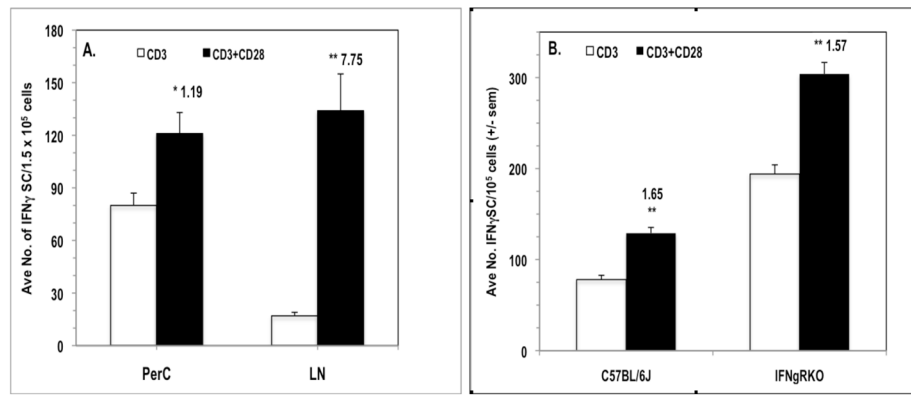 A.
CD3 CD3+CD28
* 1.19
** 7.75
Ave No. of IFNγ SC/1.5 x 10⁵ cells
180
150
120
90
60
30
0
PerC LN
B.
CD3 CD3+CD28
** 1.57
1.65
**
Ave No. IFNγSC/10⁵ cells (+/- sem)
300
200
100
0
C57BL/6J IFNgRKO